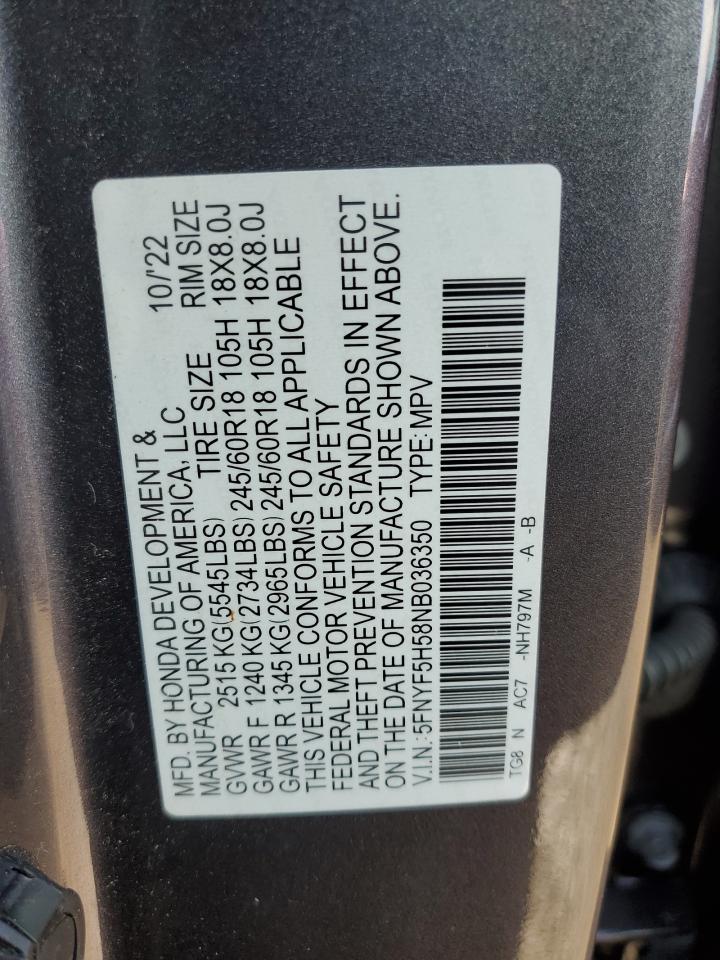 MFD. BY HONDA DEVELOPMENT & 10/'22
MANUFACTURING OF AMERICA, LLC
TIRE SIZE RIM SIZE
GVWR 2515 KG(5545LBS)
GAWR F 1240 KG(2734LBS) 245/60R18 105H 18X8.0J
GAWR R 1345 KG(2965LBS) 245/60R18 105H 18X8.0J
THIS VEHICLE CONFORMS TO ALL APPLICABLE
FEDERAL MOTOR VEHICLE SAFETY
AND THEFT PREVENTION STANDARDS IN EFFECT
ON THE DATE OF MANUFACTURE SHOWN ABOVE.
V.I.N.:5FNYF5H58NB036350 TYPE:MPV
TG8 N AC7 -NH797M -A -B